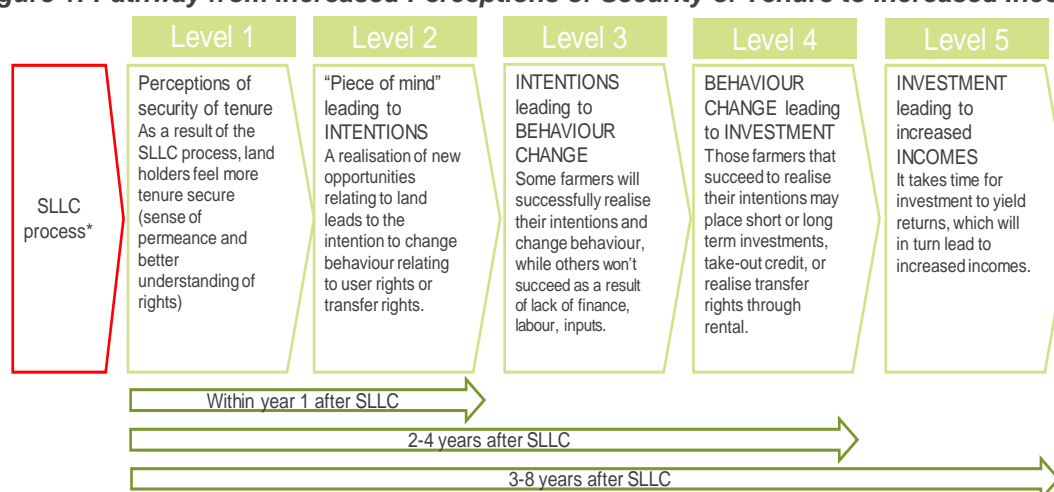 Figure 1: Pathway from Increased Perceptions of Security of Tenure to Increased Inco
Level 1
Level 2
Level 3
Level 4
Level 5
SLLC
process*
Perceptions of
security of tenure
As a result of the
SLLC process, land
holders feel more
tenure secure
(sense of
permeance and
better
understanding of
rights)
“Piece of mind”
leading to
INTENTIONS
A realisation of new
opportunities
relating to land
leads to the
intention to change
behaviour relating
to user rights or
transfer rights.
INTENTIONS
leading to
BEHAVIOUR
CHANGE
Some farmers will
successfully realise
their intentions and
change behaviour,
while others won’t
succeed as a result
of lack of finance,
labour, inputs.
BEHAVIOUR
CHANGE leading
to INVESTMENT
Those farmers that
succeed to realise
their intentions may
place short or long
term investments,
take-out credit, or
realise transfer
rights through
rental.
INVESTMENT
leading to
increased
INCOMES
It takes time for
investment to yield
returns, which will
in turn lead to
increased incomes.
Within year 1 after SLLC
2-4 years after SLLC
3-8 years after SLLC